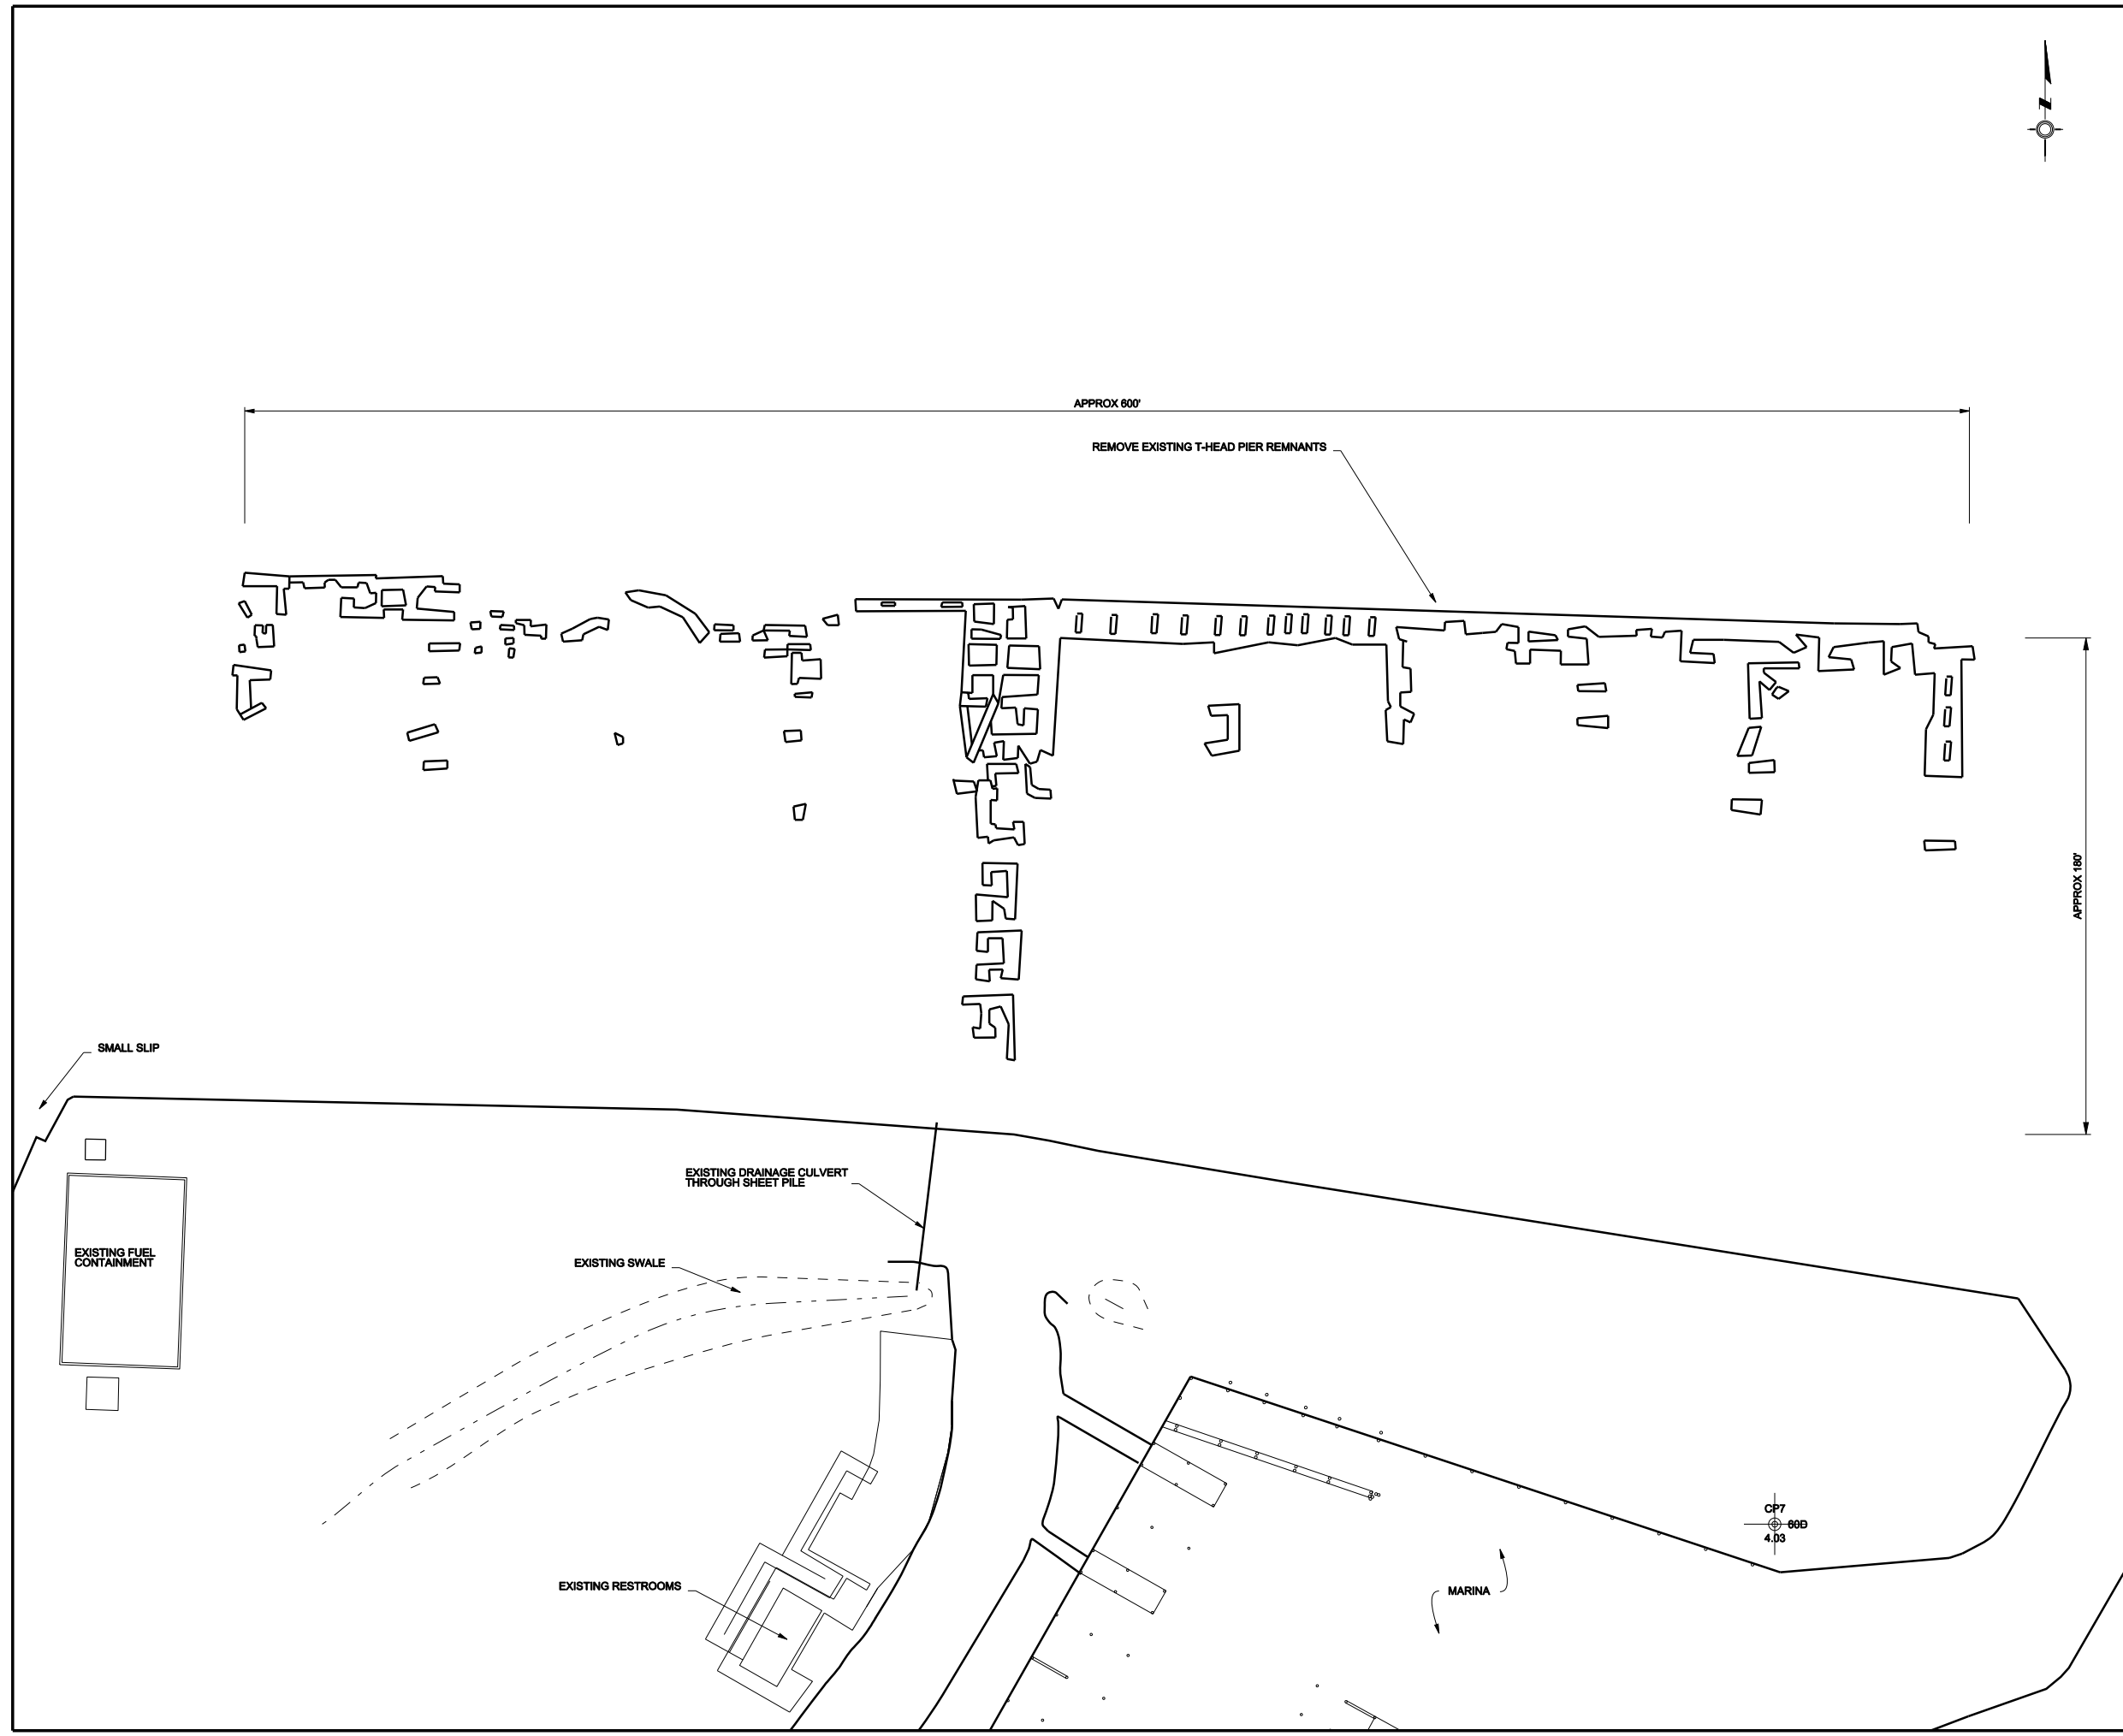 N
APPROX 600'
REMOVE EXISTING T-HEAD PIER REMNANTS
APPROX 180'
SMALL SLIP
EXISTING DRAINAGE CULVERT
THROUGH SHEET PILE
EXISTING FUEL
CONTAINMENT
EXISTING SWALE
CP7
60D
4.03
EXISTING RESTROOMS
MARINA